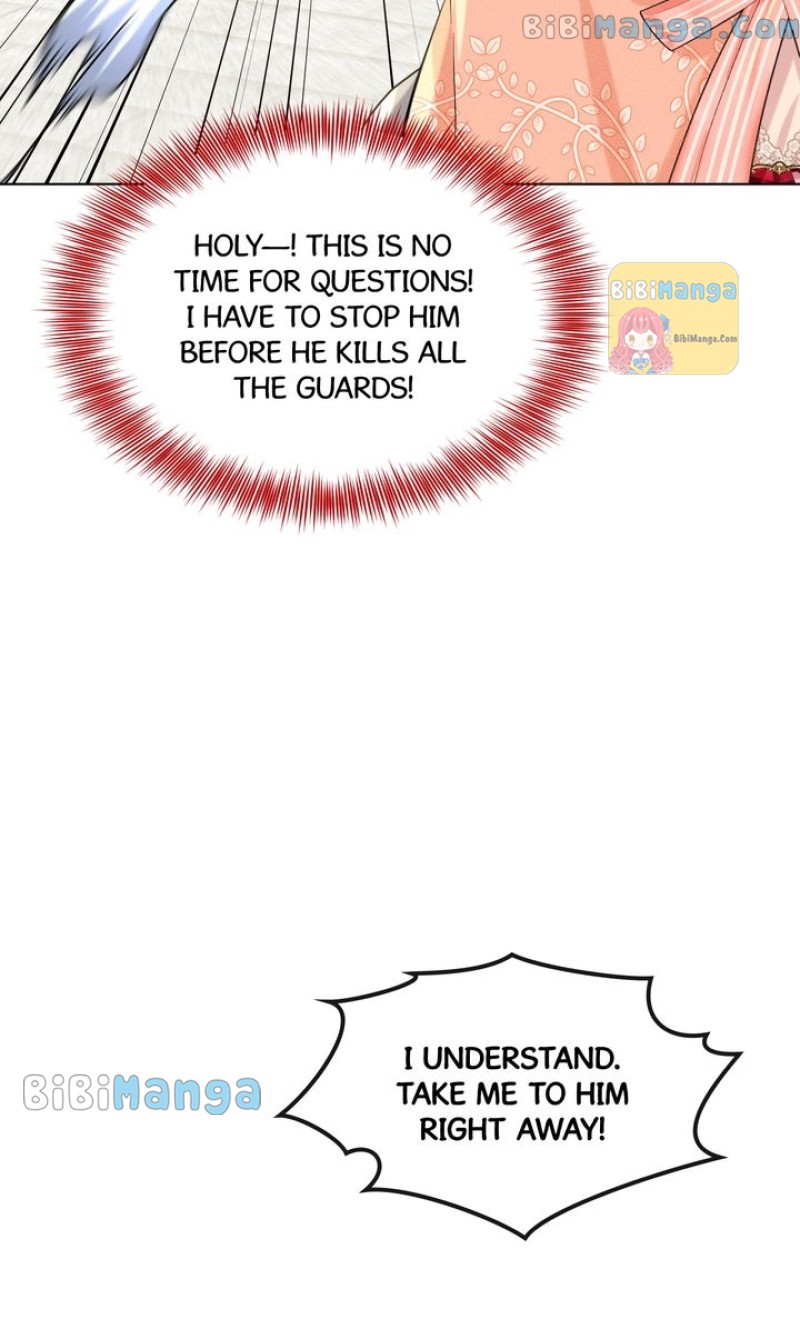 BiBiManga.Com
HOLY—! THIS IS NO
TIME FOR QUESTIONS!
I HAVE TO STOP HIM
BEFORE HE KILLS ALL
THE GUARDS!
BiBiManga
BibiManga.Com
I UNDERSTAND.
TAKE ME TO HIM
RIGHT AWAY!
BiBiManga